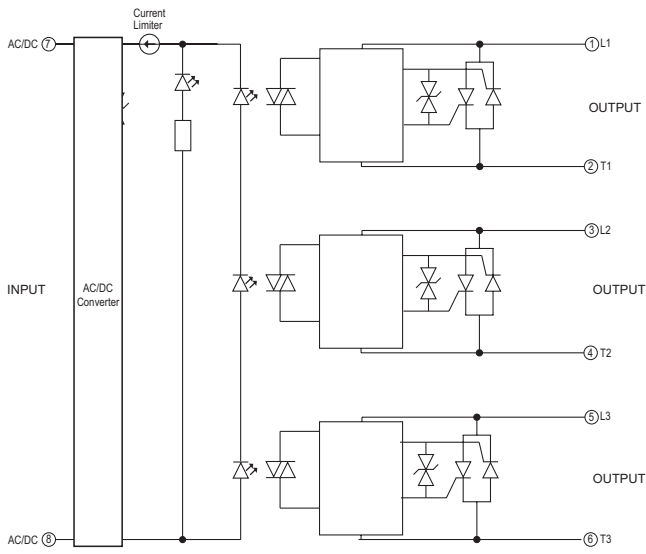 Current
Limiter
AC/DC 7
1 L1
OUTPUT
2 T1
3 L2
INPUT
AC/DC
Converter
OUTPUT
4 T2
5 L3
OUTPUT
AC/DC 8
6 T3